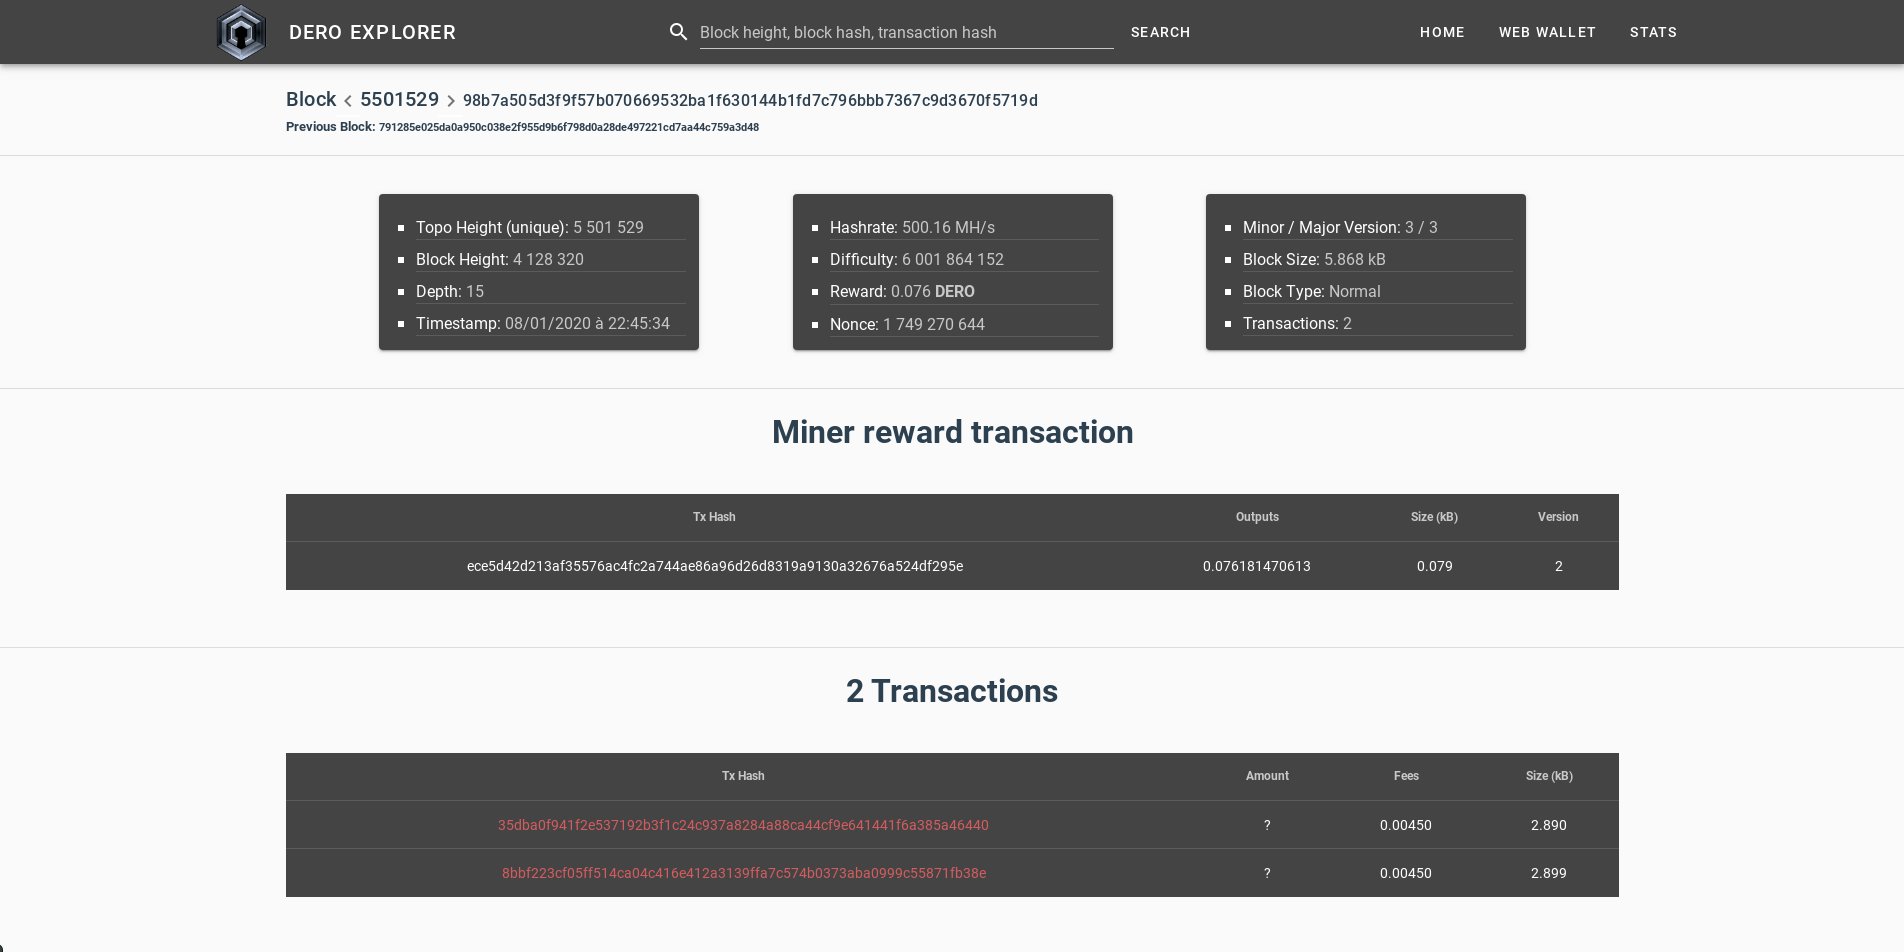 DERO EXPLORER
Block height, block hash, transaction hash
SEARCH
HOME WEB WALLET STATS
Block < 5501529 > 98b7a505d3f9f57b070669532ba1f630144b1fd7c796bbb7367c9d3670f5719d
Previous Block: 791285e025da0a950c038e2f955d9b6f798d0a28de497221cd7aa44c759a3d48
Topo Height (unique): 5 501 529
Block Height: 4 128 320
Depth: 15
Timestamp: 08/01/2020 à 22:45:34
Hashrate: 500.16 MH/s
Difficulty: 6 001 864 152
Reward: 0.076 DERO
Nonce: 1 749 270 644
Minor / Major Version: 3 / 3
Block Size: 5.868 kB
Block Type: Normal
Transactions: 2
Miner reward transaction
Tx Hash Outputs Size (kB) Version
ece5d42d213af35576ac4fc2a744ae86a96d26d8319a9130a32676a524df295e 0.076181470613 0.079 2
2 Transactions
Tx Hash Amount Fees Size (kB)
35dba0f941f2e537192b3f1c24c937a8284a88ca44cf9e641441f6a385a46440 ? 0.00450 2.890
8bbf223cf05ff514ca04c416e412a3139ffa7c574b0373aba0999c55871fb38e ? 0.00450 2.899